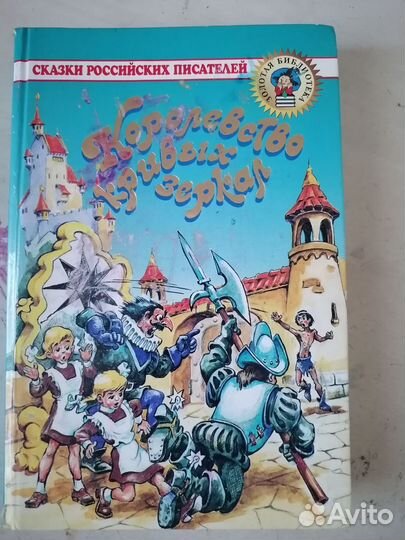 СКАЗКИ РОССИЙСКИХ ПИСАТЕЛЕЙ
ЗОЛОТАЯ БИБЛИОТЕКА
Королевство
кривых
зеркал
Avito